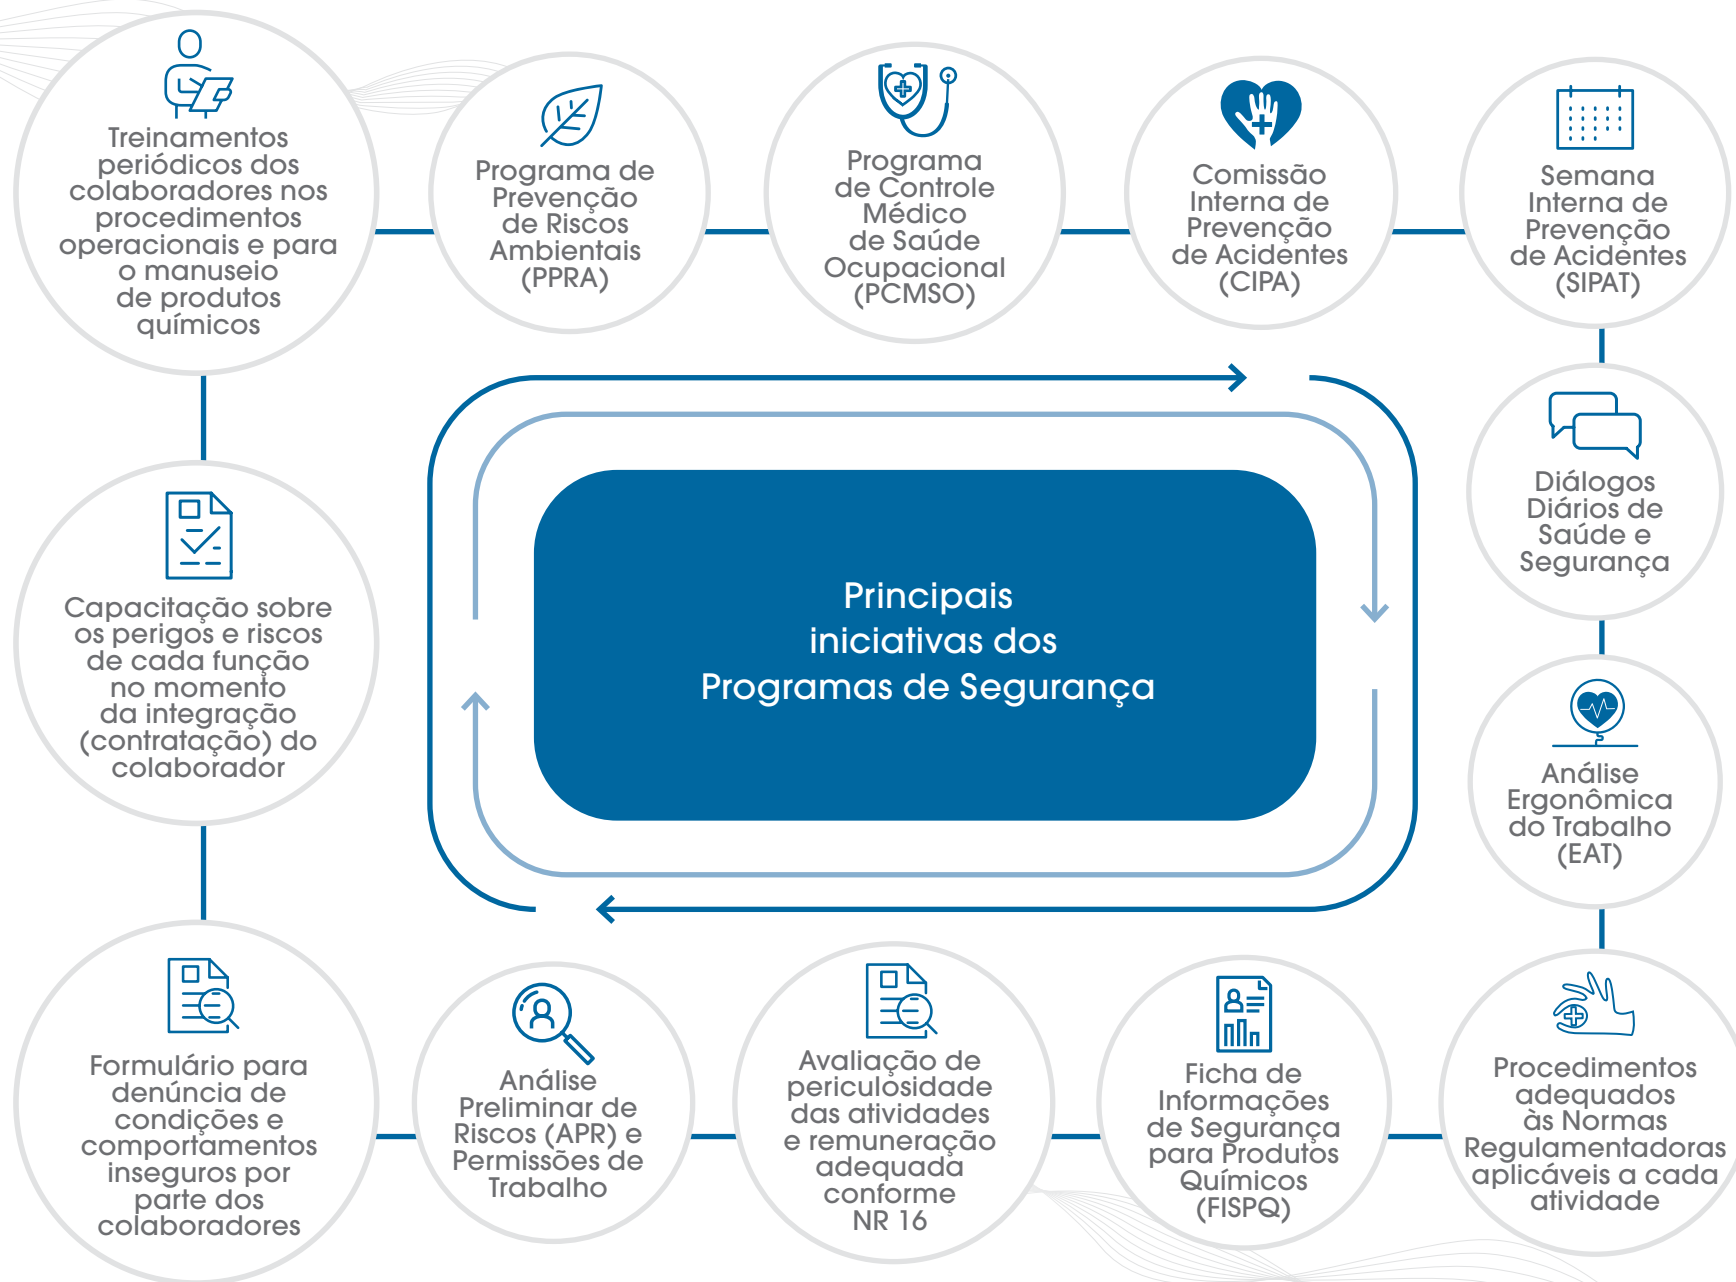 Treinamentos
periódicos dos
colaboradores nos
procedimentos
operacionais e para
o manuseio
de produtos
químicos
Programa de
Prevenção
de Riscos
Ambientais
(PPRA)
Programa
de Controle
Médico
de Saúde
Ocupacional
(PCMSO)
Comissão
Interna de
Prevenção
de Acidentes
(CIPA)
Semana
Interna de
Prevenção
de Acidentes
(SIPAT)
Diálogos
Diários de
Saúde e
Segurança
Análise
Ergonômica
do Trabalho
(EAT)
Procedimentos
adequados
às Normas
Regulamentadoras
aplicáveis a cada
atividade
Ficha de
Informações
de Segurança
para Produtos
Químicos
(FISPQ)
Avaliação de
periculosidade
das atividades
e remuneração
adequada
conforme
NR 16
Análise
Preliminar de
Riscos (APR) e
Permissões de
Trabalho
Formulário para
denúncia de
condições e
comportamentos
inseguros por
parte dos
colaboradores
Capacitação sobre
os perigos e riscos
de cada função
no momento
da integração
(contratação) do
colaborador
Principais
iniciativas dos
Programas de Segurança